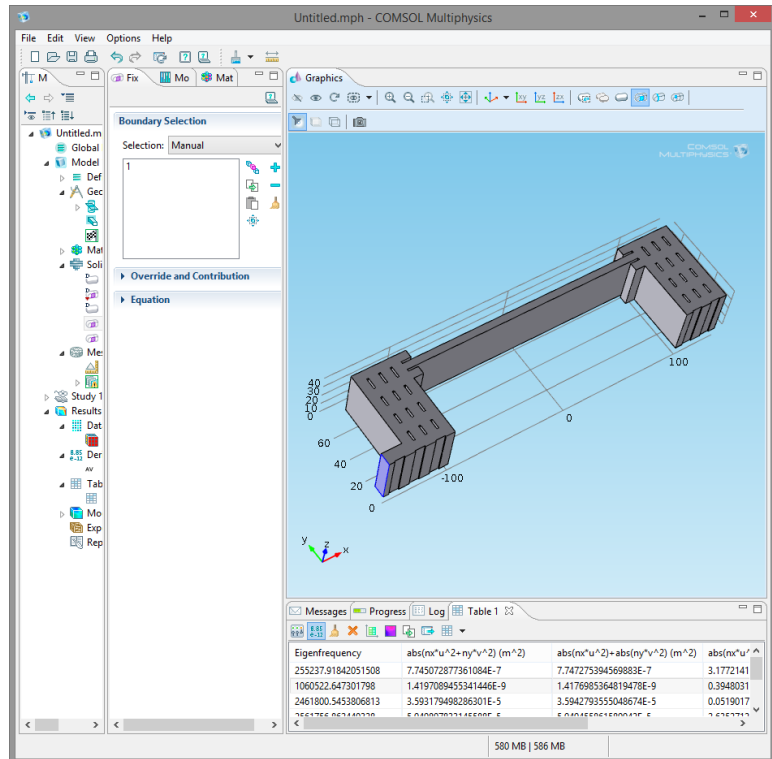 Untitled.mph - COMSOL Multiphysics
File Edit View Options Help
M
Fix
Mo
Mat
Graphics
Untitled.m
Global
Model
Def
Geo
Mat
Soli
Me
Study 1
Results
Dat
Der
Tab
Mo
Exp
Rep
Boundary Selection
Selection: Manual
1
Override and Contribution
Equation
COMSOL
MULTIPHYSICS
40
30
20
10
0
60
40
20
0
-100
0
100
y z x
Messages Progress Log Table 1
Eigenfrequency abs(nx*u^2+ny*v^2) (m^2) abs(nx*u^2)+abs(ny*v^2) (m^2) abs(nx*u^
255237.91842051508 7.745072877361084E-7 7.747275394569883E-7 3.1772141
1060522.647301798 1.4197089455341446E-9 1.4176985364819478E-9 0.3948031
2461800.5453806813 3.593179498286301E-5 3.5942793555048674E-5 0.0519017
580 MB | 586 MB